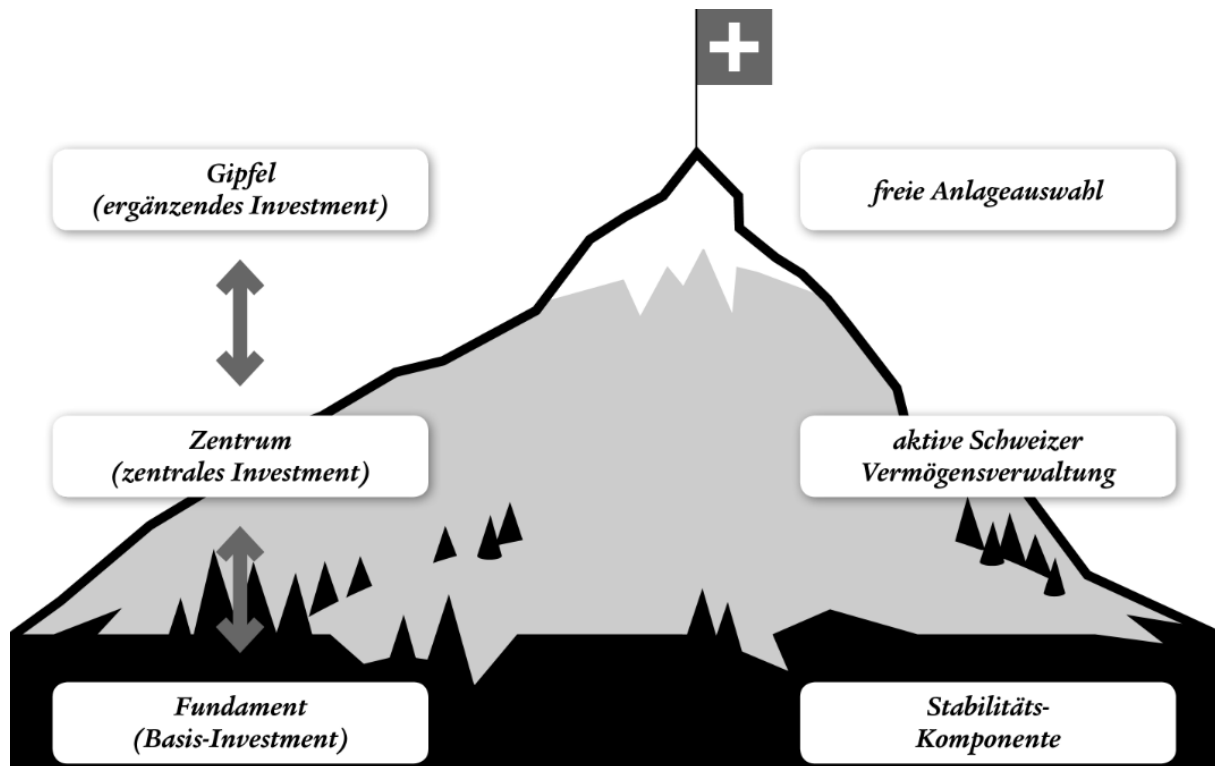 Gipfel
(ergänzendes Investment)
freie Anlageauswahl
Zentrum
(zentrales Investment)
aktive Schweizer
Vermögensverwaltung
Fundament
(Basis-Investment)
Stabilitäts-
Komponente